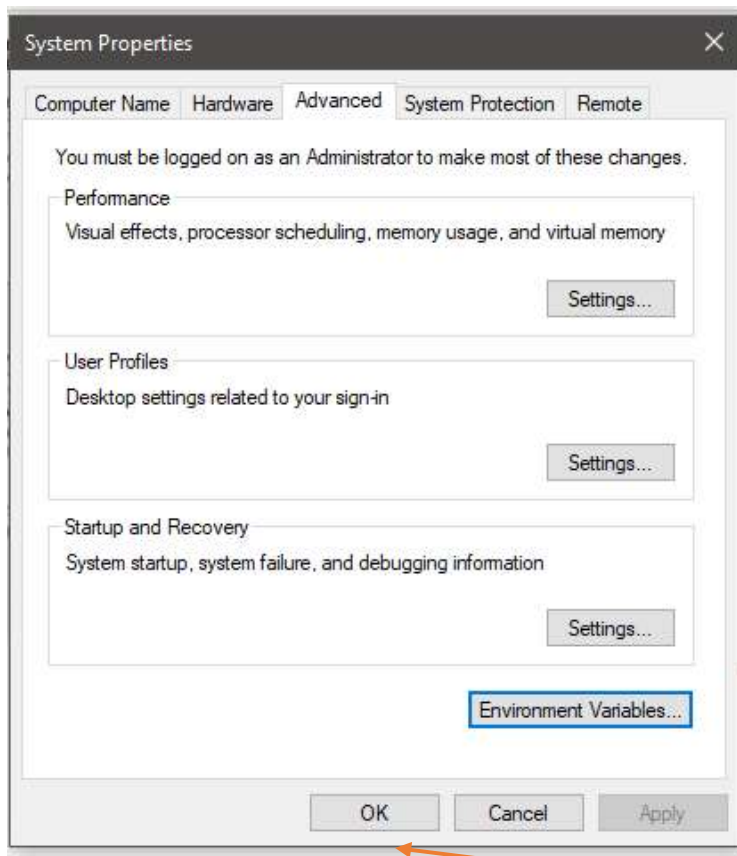 System Properties
Computer Name Hardware Advanced System Protection Remote
You must be logged on as an Administrator to make most of these changes.
Performance
Visual effects, processor scheduling, memory usage, and virtual memory
Settings...
User Profiles
Desktop settings related to your sign-in
Settings...
Startup and Recovery
System startup, system failure, and debugging information
Settings...
Environment Variables...
OK Cancel Apply